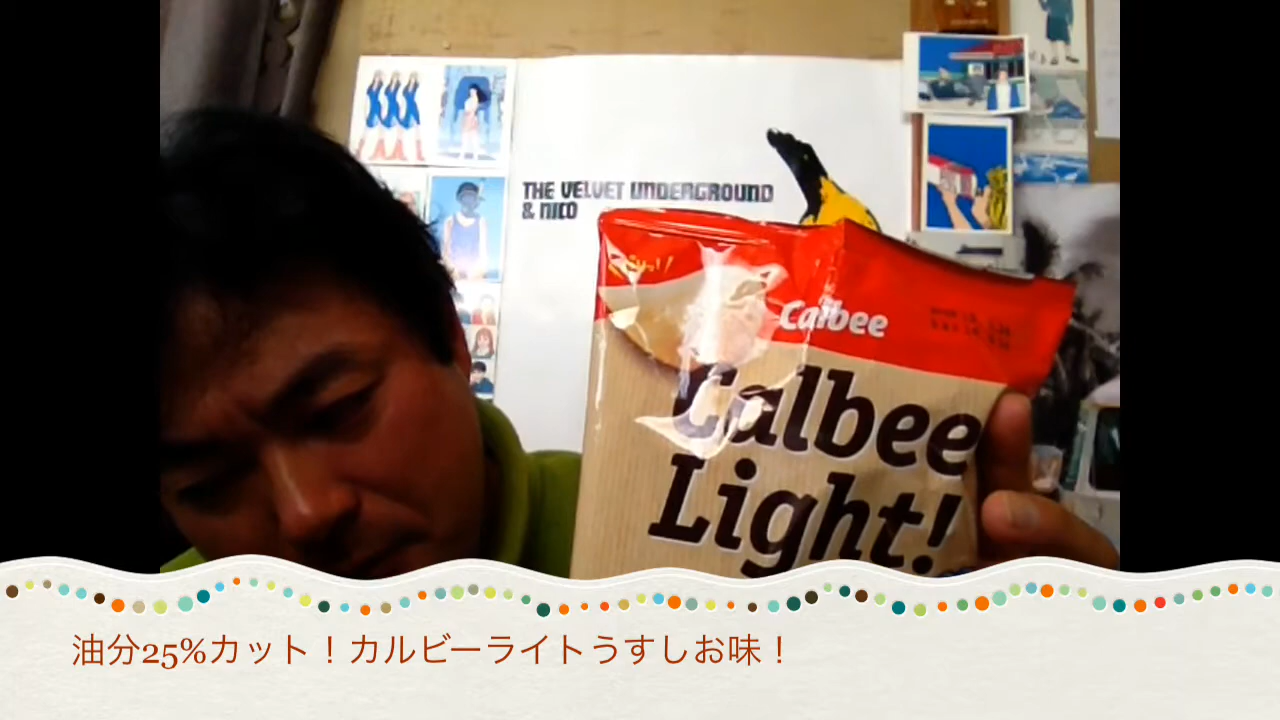 THE VELVET UNDERGROUND
& NICO
Calbee
Calbee
Light!
油分25%カット！カルビーライトうすしお味！